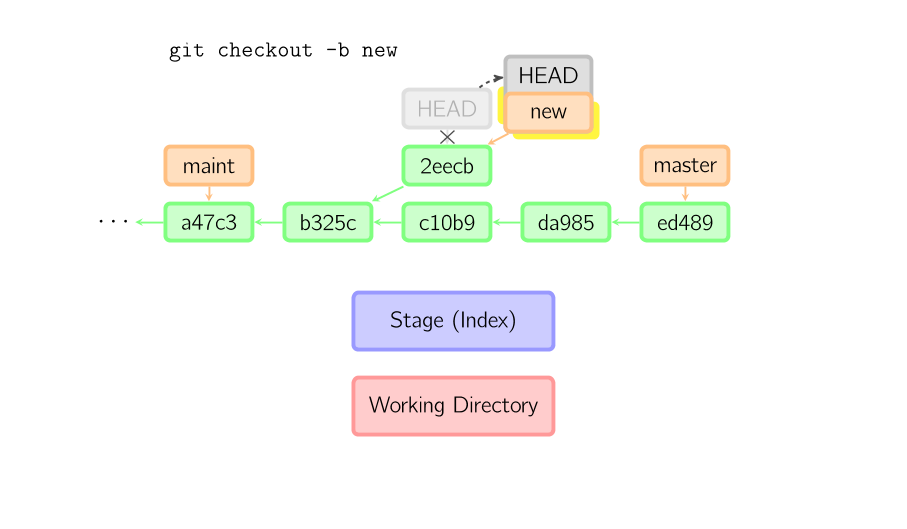 git checkout -b new
HEAD
HEAD
new
maint
2eecb
master
...
a47c3
b325c
c10b9
da985
ed489
Stage (Index)
Working Directory